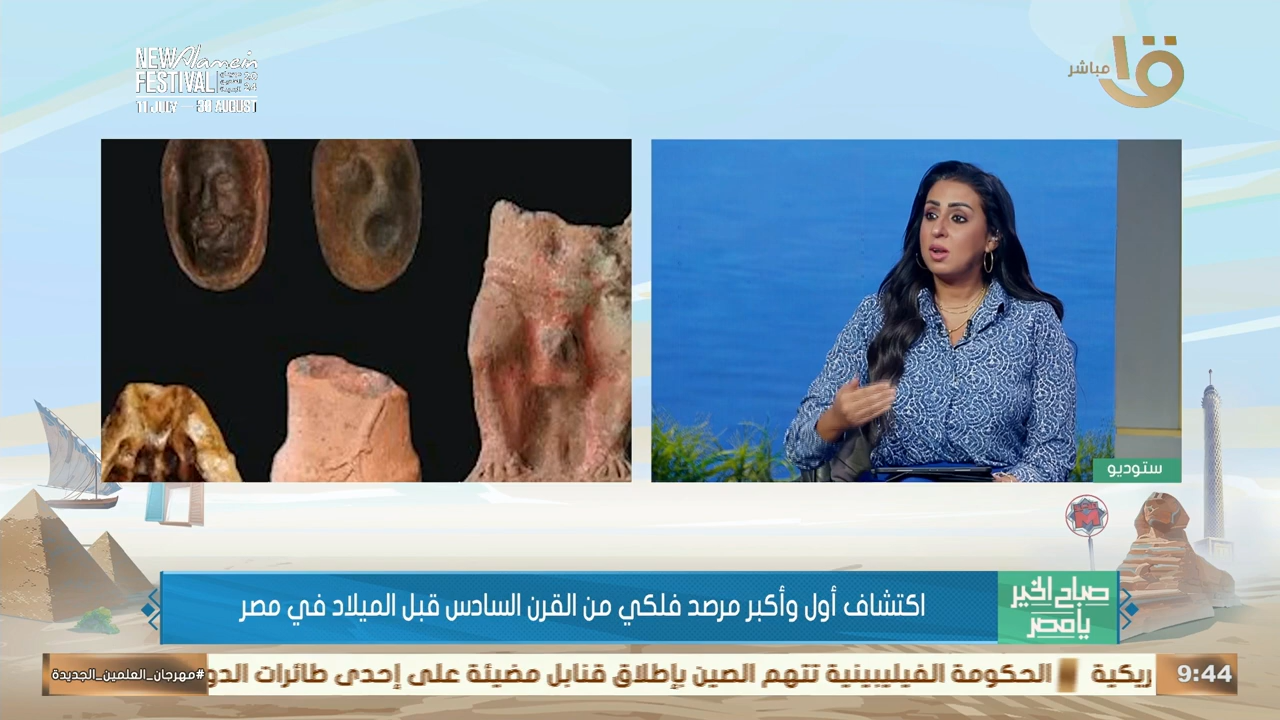 NEW Alamein
FESTIVAL
2024
11 JULY — 30 AUGUST
مباشر
ستوديو
صباح الخير
يا مصر
اكتشاف أول وأكبر مرصد فلكي من القرن السادس قبل الميلاد في مصر
9:44
ريكية
الحكومة الفيليبينية تتهم الصين بإطلاق قنابل مضيئة على إحدى طائرات الدو
#مهرجان_العلمين_الجديدة